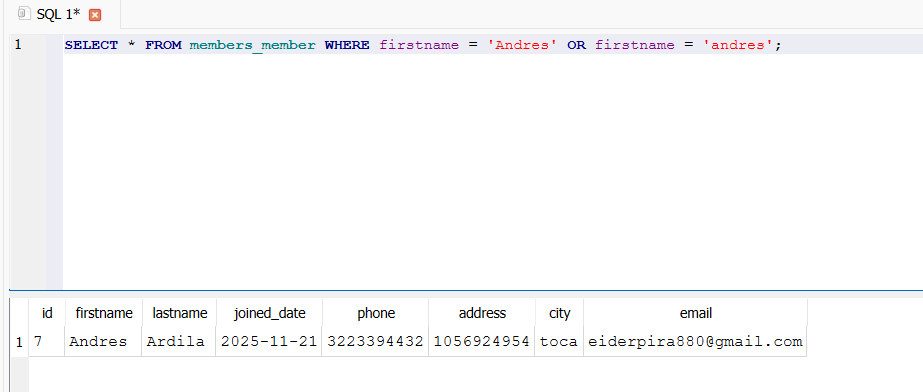 SQL 1*
1 SELECT * FROM members_member WHERE firstname = 'Andres' OR firstname = 'andres';
id firstname lastname joined_date phone address city email
1 7 Andres Ardila 2025-11-21 3223394432 1056924954 toca eiderpira880@gmail.com